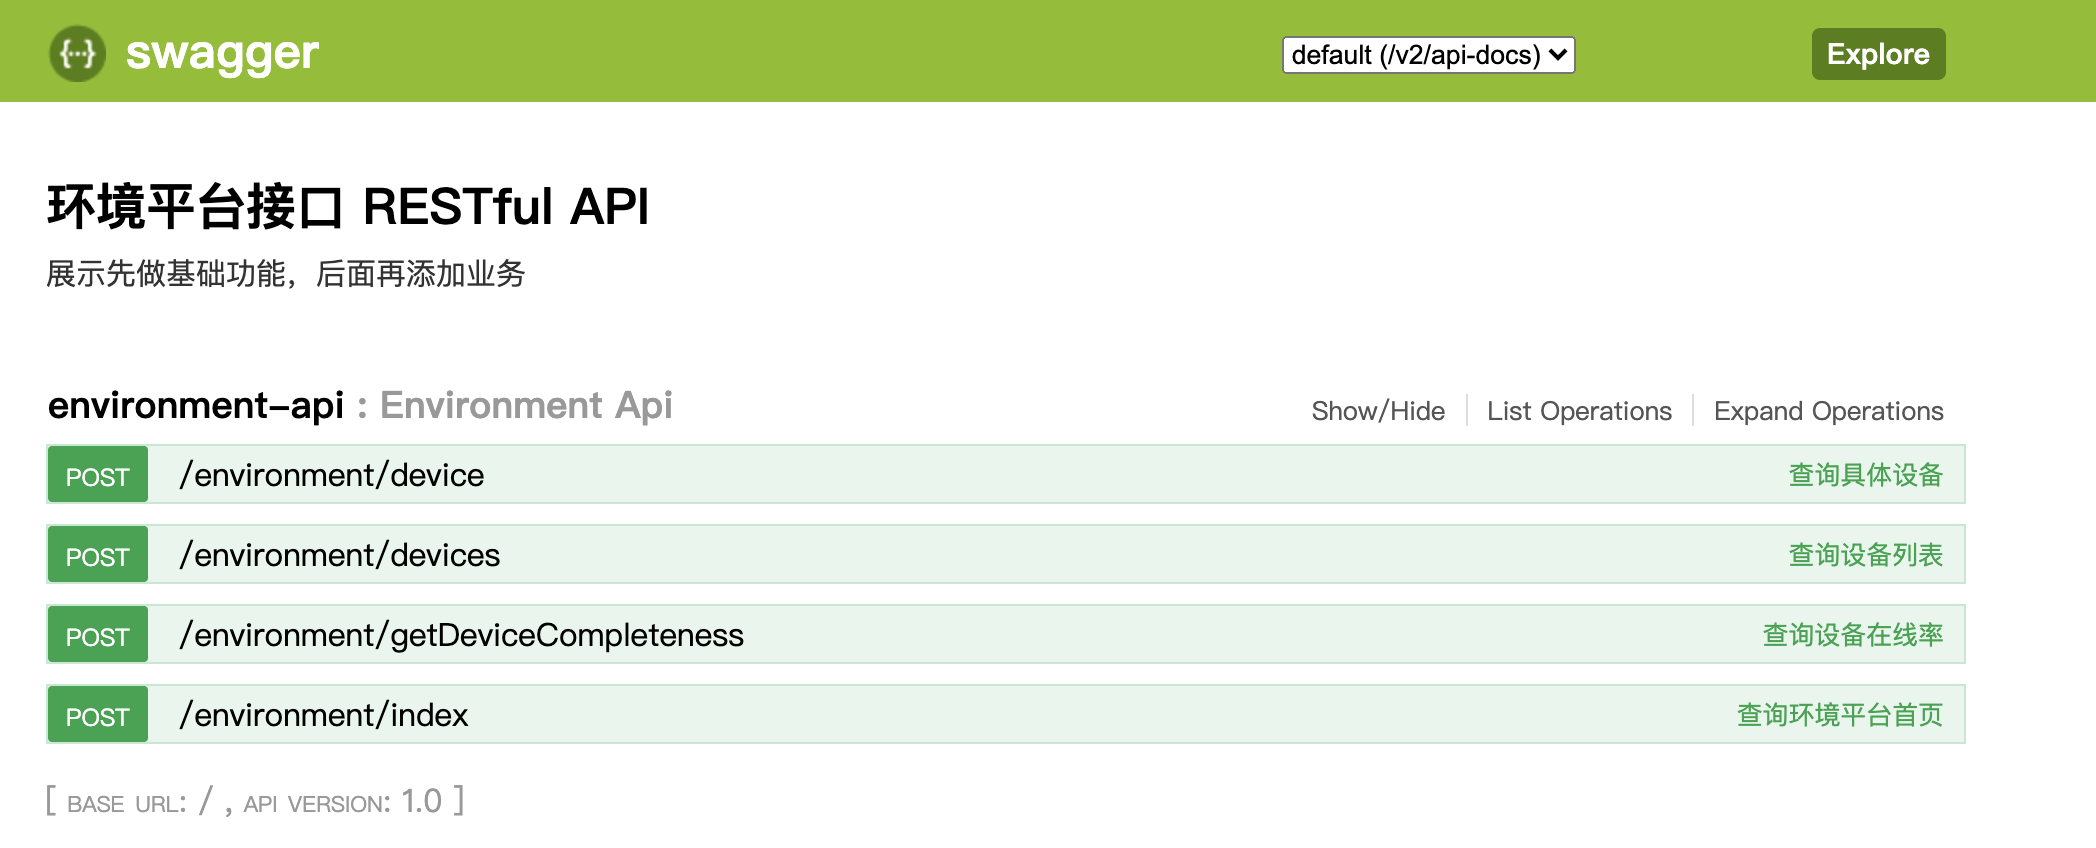 {···} swagger
default (/v2/api-docs)
Explore
环境平台接口 RESTful API
展示先做基础功能，后面再添加业务
environment-api : Environment Api
Show/Hide
List Operations
Expand Operations
POST /environment/device 查询具体设备
POST /environment/devices 查询设备列表
POST /environment/getDeviceCompleteness 查询设备在线率
POST /environment/index 查询环境平台首页
[ BASE URL: / , API VERSION: 1.0 ]